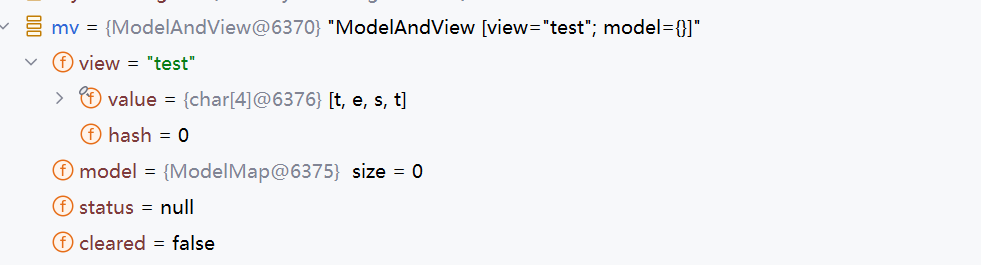 mv = {ModelAndView@6370} "ModelAndView [view="test"; model={}]"
f view = "test"
f value = {char[4]@6376} [t, e, s, t]
f hash = 0
f model = {ModelMap@6375} size = 0
f status = null
f cleared = false